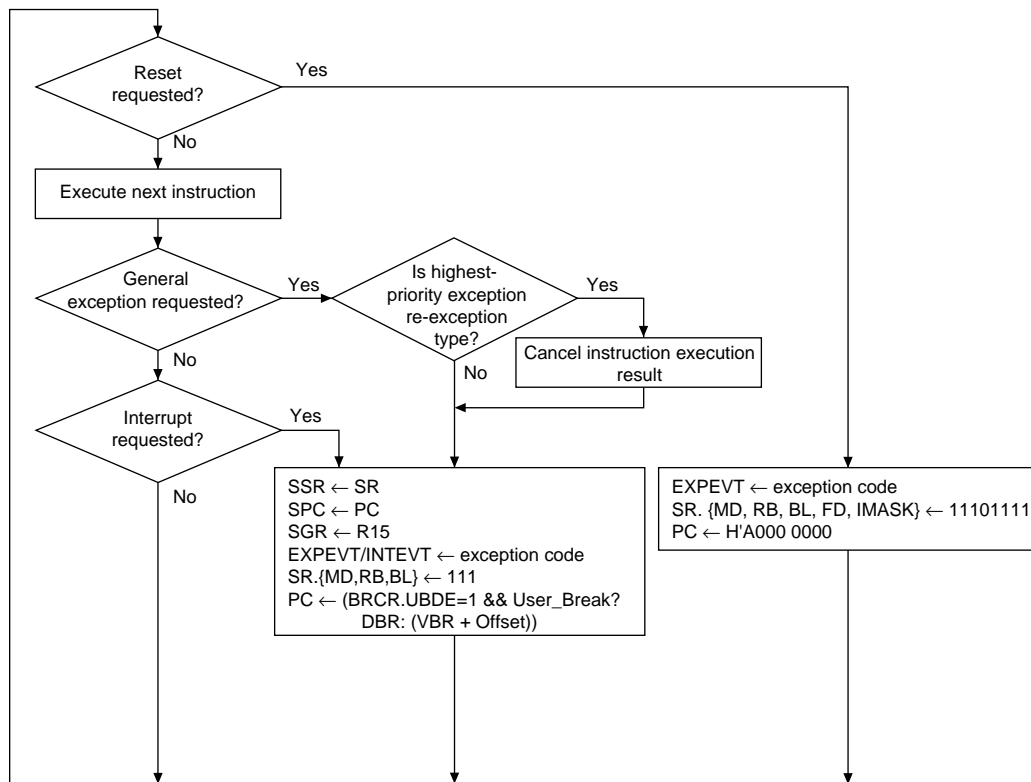 Reset
requested?
Yes
No
Execute next instruction
General
exception requested?
Yes
No
Is highest-
priority exception
re-exception
type?
Yes
No
Cancel instruction execution
result
Interrupt
requested?
Yes
No
SSR ← SR
SPC ← PC
SGR ← R15
EXPEVT/INTEVT ← exception code
SR.{MD,RB,BL} ← 111
PC ← (BRCR.UBDE=1 && User_Break?
DBR: (VBR + Offset))
EXPEVT ← exception code
SR. {MD, RB, BL, FD, IMASK} ← 11101111
PC ← H'A000 0000